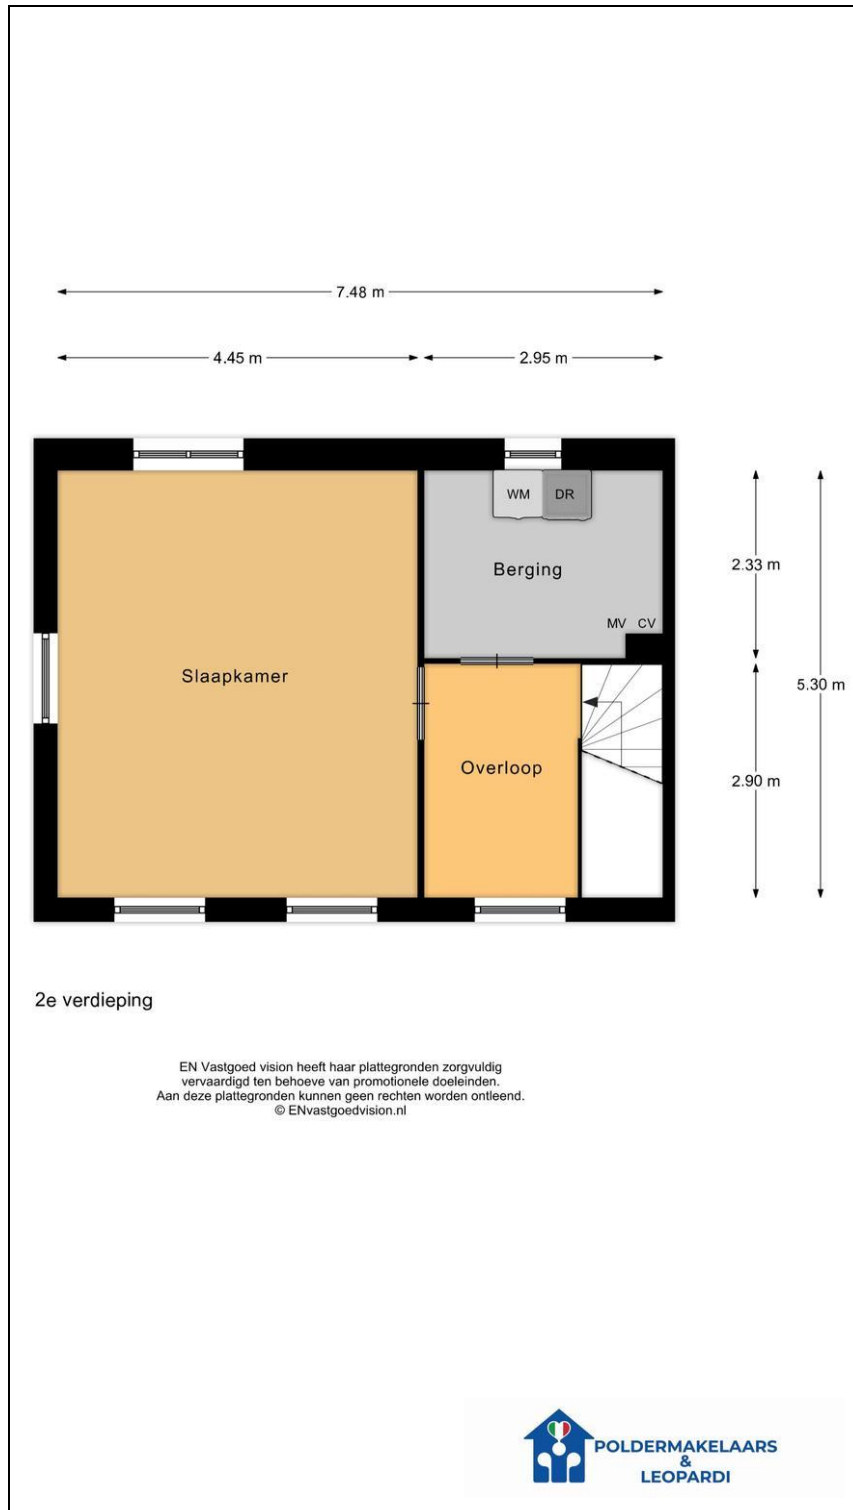 7.48 m
4.45 m
2.95 m
WM
DR
2.33 m
Berging
MV
CV
Slaapkamer
5.30 m
Overloop
2.90 m
2e verdieping
EN Vastgoed vision heeft haar plattegronden zorgvuldig
vervaardigd ten behoeve van promotionele doeleinden.
Aan deze plattegronden kunnen geen rechten worden ontleend.
© ENvastgoedvision.nl
POLDERMAKELAARS
&
LEOPARDI